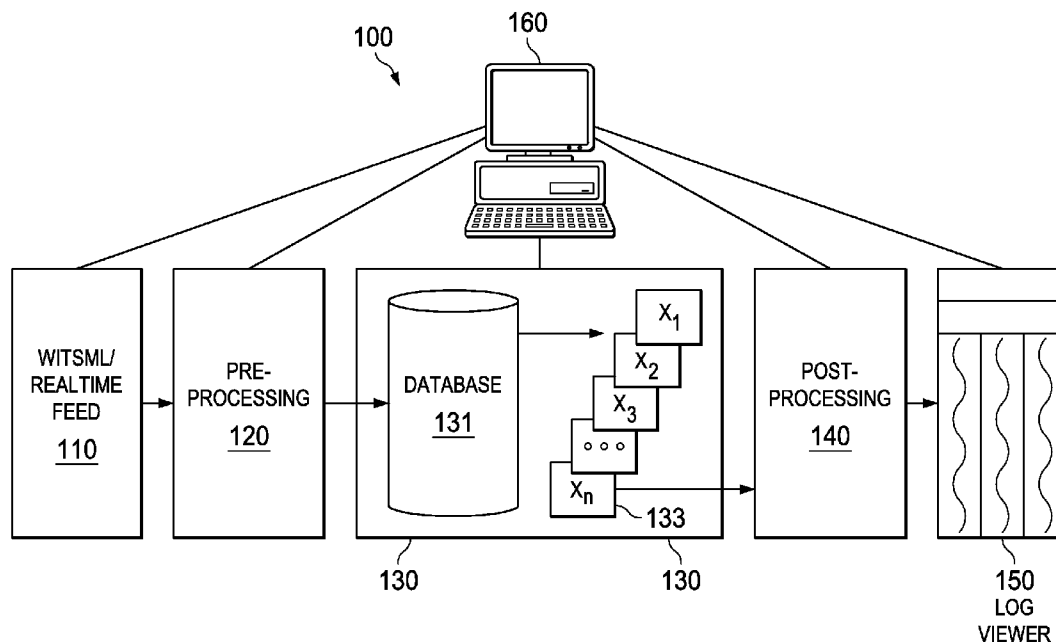 100
160
WITSML/
REALTIME
FEED
110
PRE-
PROCESSING
120
DATABASE
131
X1
X2
X3
Xn
133
POST-
PROCESSING
140
130
130
150
LOG
VIEWER